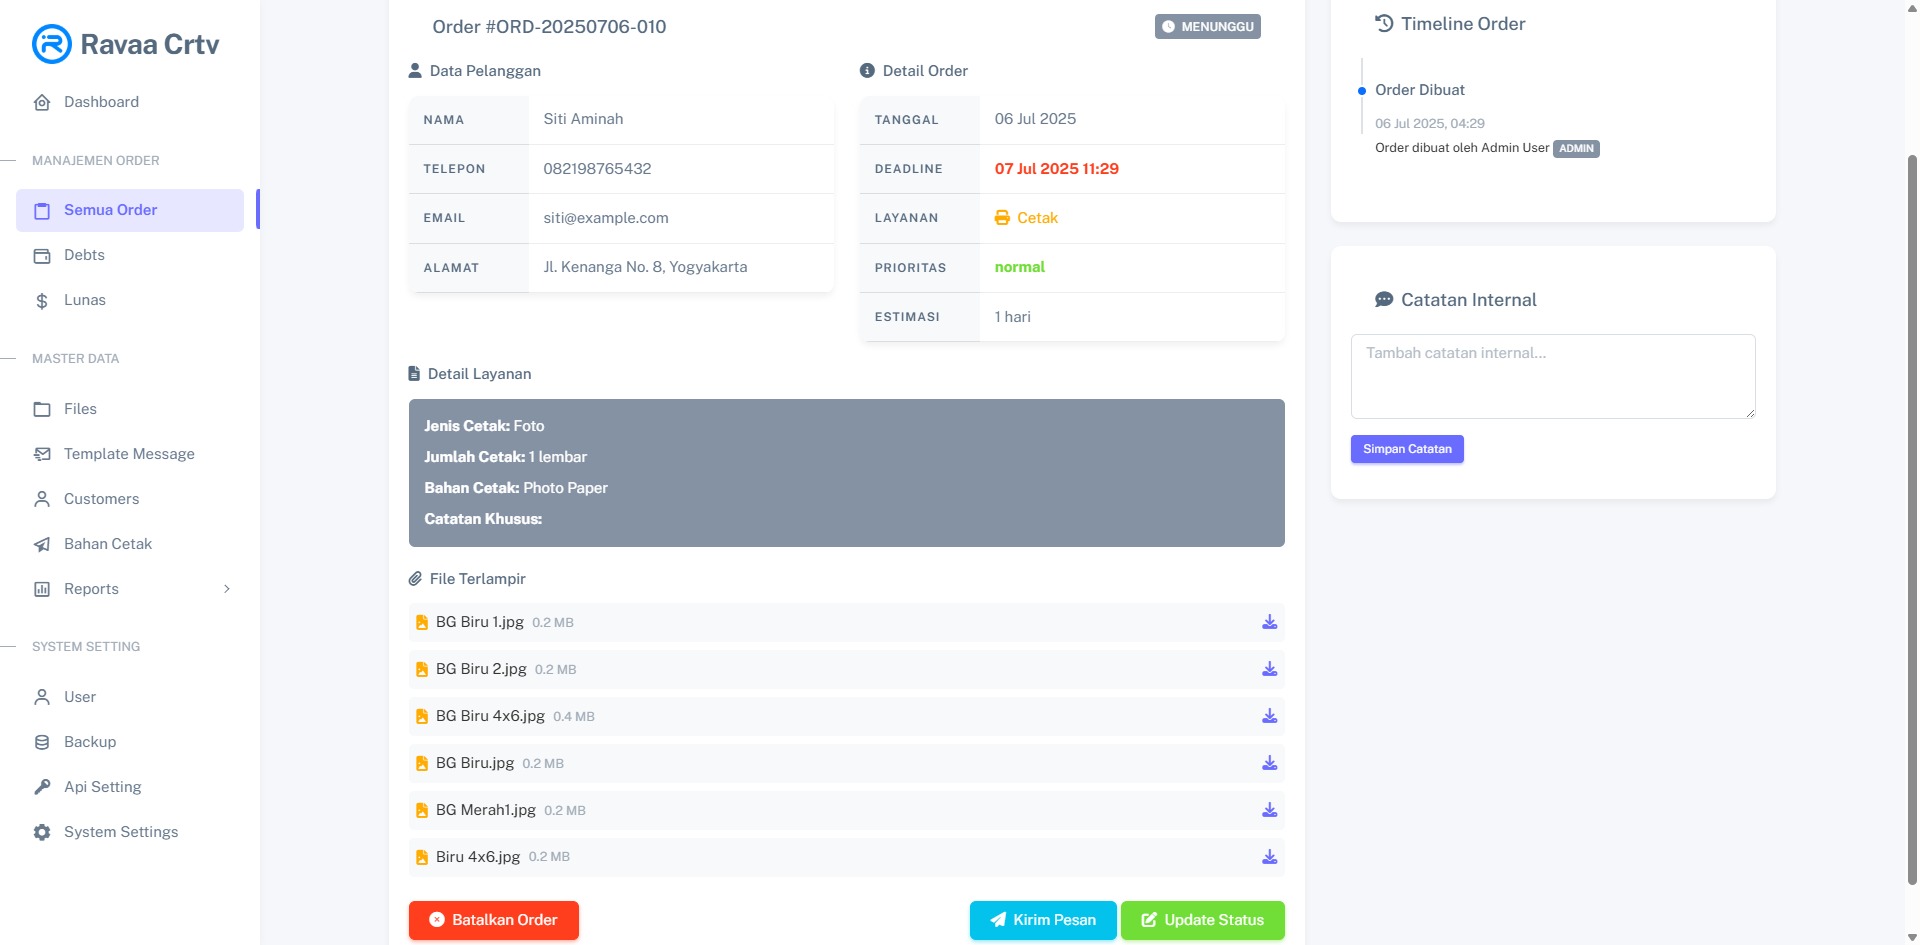 Ravaa Crtv
Dashboard
MANAJEMEN ORDER
Semua Order
Debts
Lunas
MASTER DATA
Files
Template Message
Customers
Bahan Cetak
Reports
SYSTEM SETTING
User
Backup
Api Setting
System Settings
Order #ORD-20250706-010
MENUNGGU
Data Pelanggan
NAMA Siti Aminah
TELEPON 082198765432
EMAIL siti@example.com
ALAMAT Jl. Kenanga No. 8, Yogyakarta
Detail Order
TANGGAL 06 Jul 2025
DEADLINE 07 Jul 2025 11:29
LAYANAN Cetak
PRIORITAS normal
ESTIMASI 1 hari
Detail Layanan
Jenis Cetak: Foto
Jumlah Cetak: 1 lembar
Bahan Cetak: Photo Paper
Catatan Khusus:
File Terlampir
BG Biru 1.jpg 0.2 MB
BG Biru 2.jpg 0.2 MB
BG Biru 4x6.jpg 0.4 MB
BG Biru.jpg 0.2 MB
BG Merah1.jpg 0.2 MB
Biru 4x6.jpg 0.2 MB
Batalkan Order
Kirim Pesan
Update Status
Timeline Order
Order Dibuat
06 Jul 2025, 04:29
Order dibuat oleh Admin User ADMIN
Catatan Internal
Tambah catatan internal...
Simpan Catatan